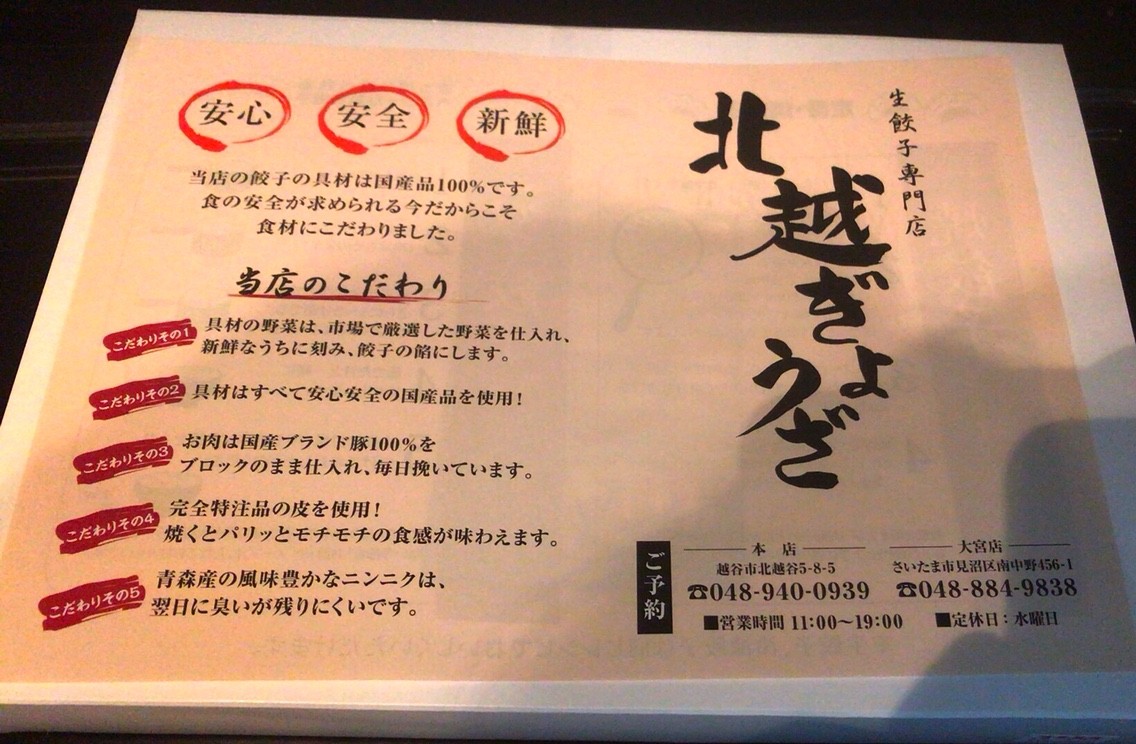 安心 安全 新鮮
当店の餃子の具材は国産品100%です。
食の安全が求められる今だからこそ
食材にこだわりました。
当店のこだわり
こだわりその1
具材の野菜は、市場で厳選した野菜を仕入れ、
新鮮なうちに刻み、餃子の餡にします。
こだわりその2
具材はすべて安心安全の国産品を使用!
こだわりその3
お肉は国産ブランド豚100%を
ブロックのまま仕入れ、毎日挽いています。
こだわりその4
完全特注品の皮を使用!
焼くとパリッとモチモチの食感が味わえます。
こだわりその5
青森産の風味豊かなニンニクは、
翌日に臭いが残りにくいです。
生餃子専門店
北越ぎょうざ
ご予約
本店
越谷市北越谷5-8-5
☎048-940-0939
大宮店
さいたま市見沼区南中野456-1
☎048-884-9838
■営業時間 11:00〜19:00
■定休日:水曜日